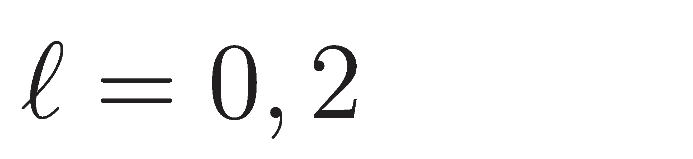 ℓ = 0, 2